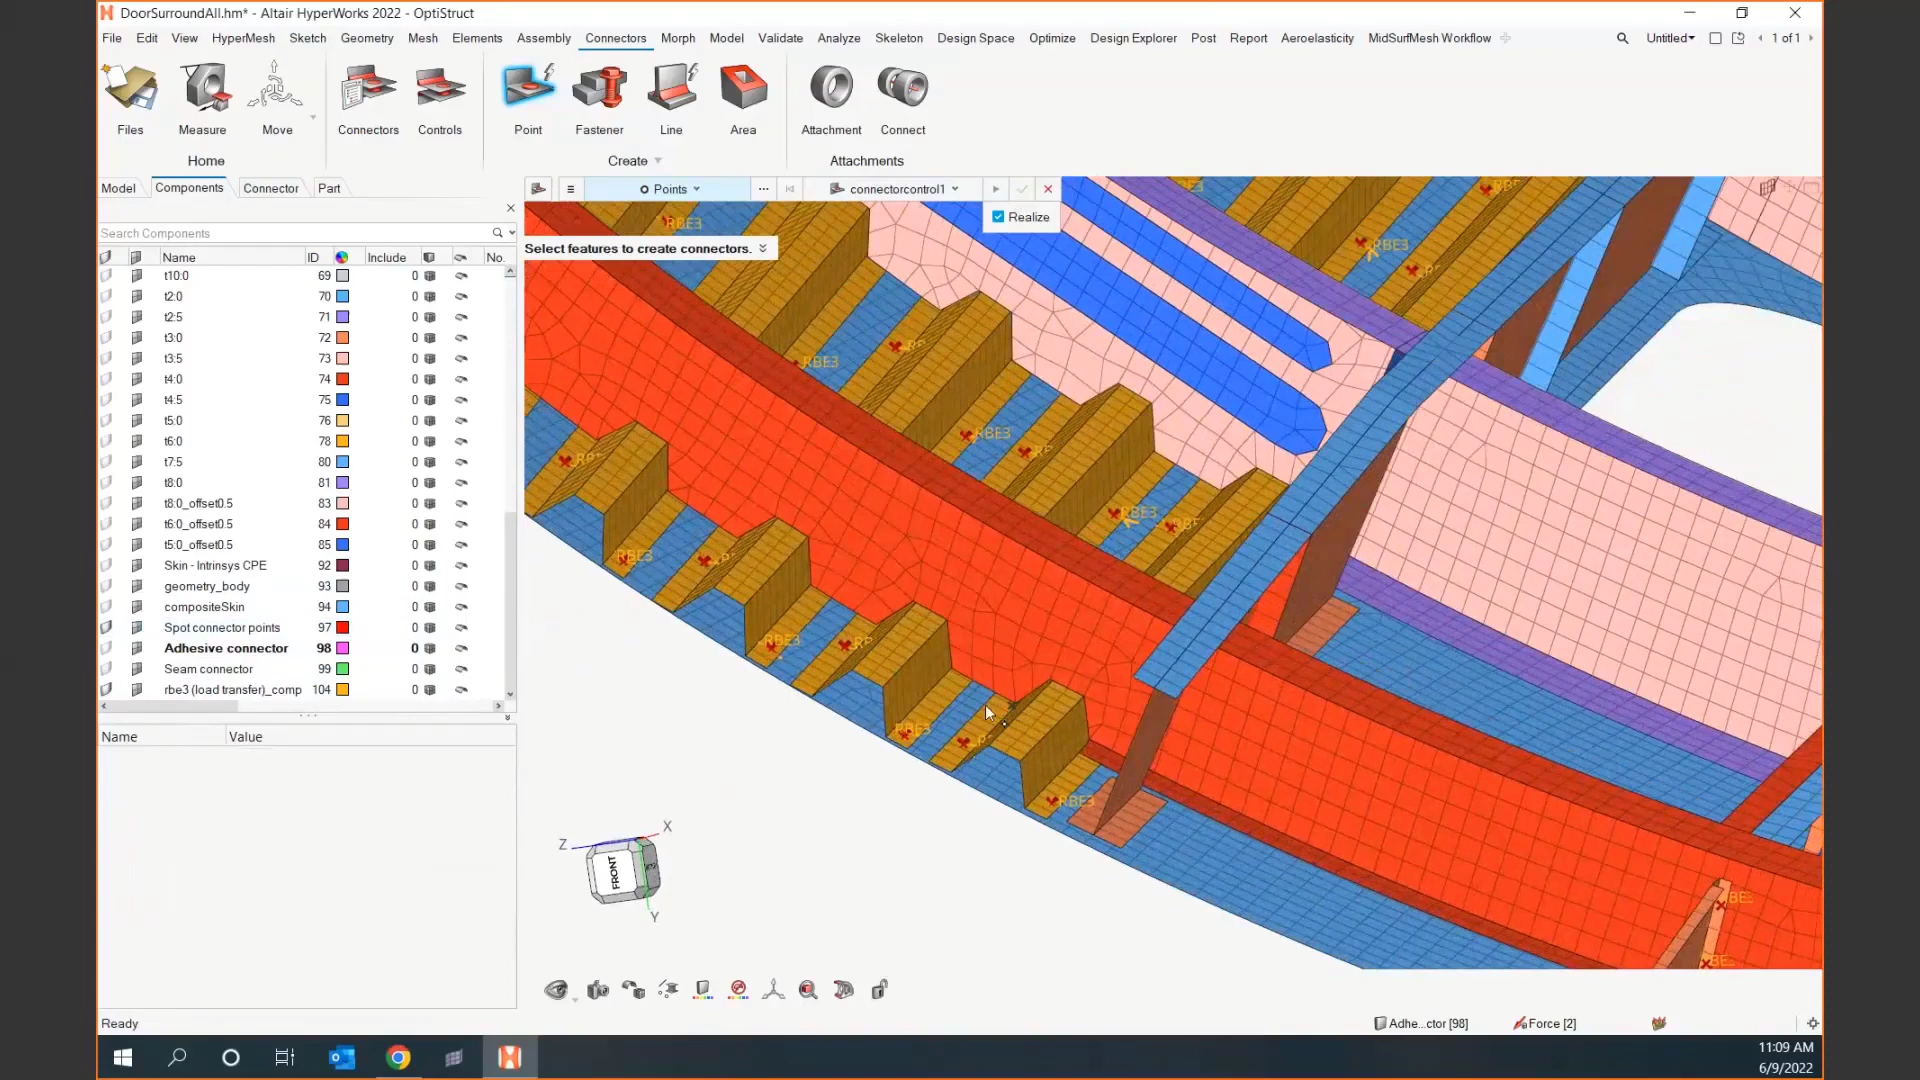 DoorSurroundAll.hm* - Altair HyperWorks 2022 - OptiStruct
File Edit View HyperMesh Sketch Geometry Mesh Elements Assembly Connectors Morph Model Validate Analyze Skeleton Design Space Optimize Design Explorer Post Report Aeroelasticity MidSurfMesh Workflow Untitled 1 of 1
Files Measure Move Connectors Controls Point Fastener Line Area Attachment Connect
Home Create Attachments
Model Components Connector Part
Points ... connectorcontrol1
Realize
Select features to create connectors.
Search Components
Name ID Include No.
t10:0 69 0
t2:0 70 0
t2:5 71 0
t3:0 72 0
t3:5 73 0
t4:0 74 0
t4:5 75 0
t5:0 76 0
t6:0 78 0
t7:5 80 0
t8:0 81 0
t8:0_offset0.5 83 0
t6:0_offset0.5 84 0
t5:0_offset0.5 85 0
Skin - Intrinsys CPE 92 0
geometry_body 93 0
compositeSkin 94 0
Spot connector points 97 0
Adhesive connector 98 0
Seam connector 99 0
rbe3 (load transfer)_comp 104 0
Name Value
RBE3
RBE3
RBE3
RBE3
RBE3
RBE3
RBE3
RBE3
RBE3
X
Z
FRONT
Y
Ready
Adhe...ctor [98] Force [2]
11:09 AM
6/9/2022